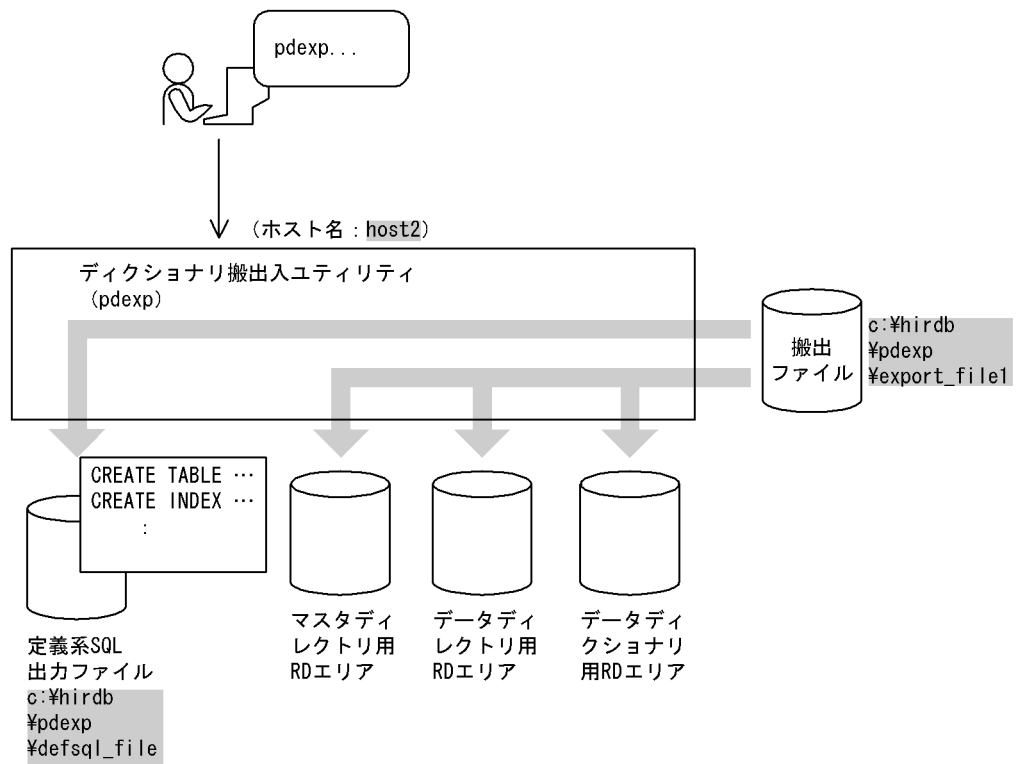 pdexp...
（ホスト名：host2）
ディクショナリ搬出入ユティリティ
（pdexp）
搬出
ファイル
c:¥hirdb
¥pdexp
¥export_file1
CREATE TABLE …
CREATE INDEX …
:
定義系SQL
出力ファイル
c:¥hirdb
¥pdexp
¥defsql_file
マスタディ
レクトリ用
RDエリア
データディ
レクトリ用
RDエリア
データディ
クショナリ
用RDエリア